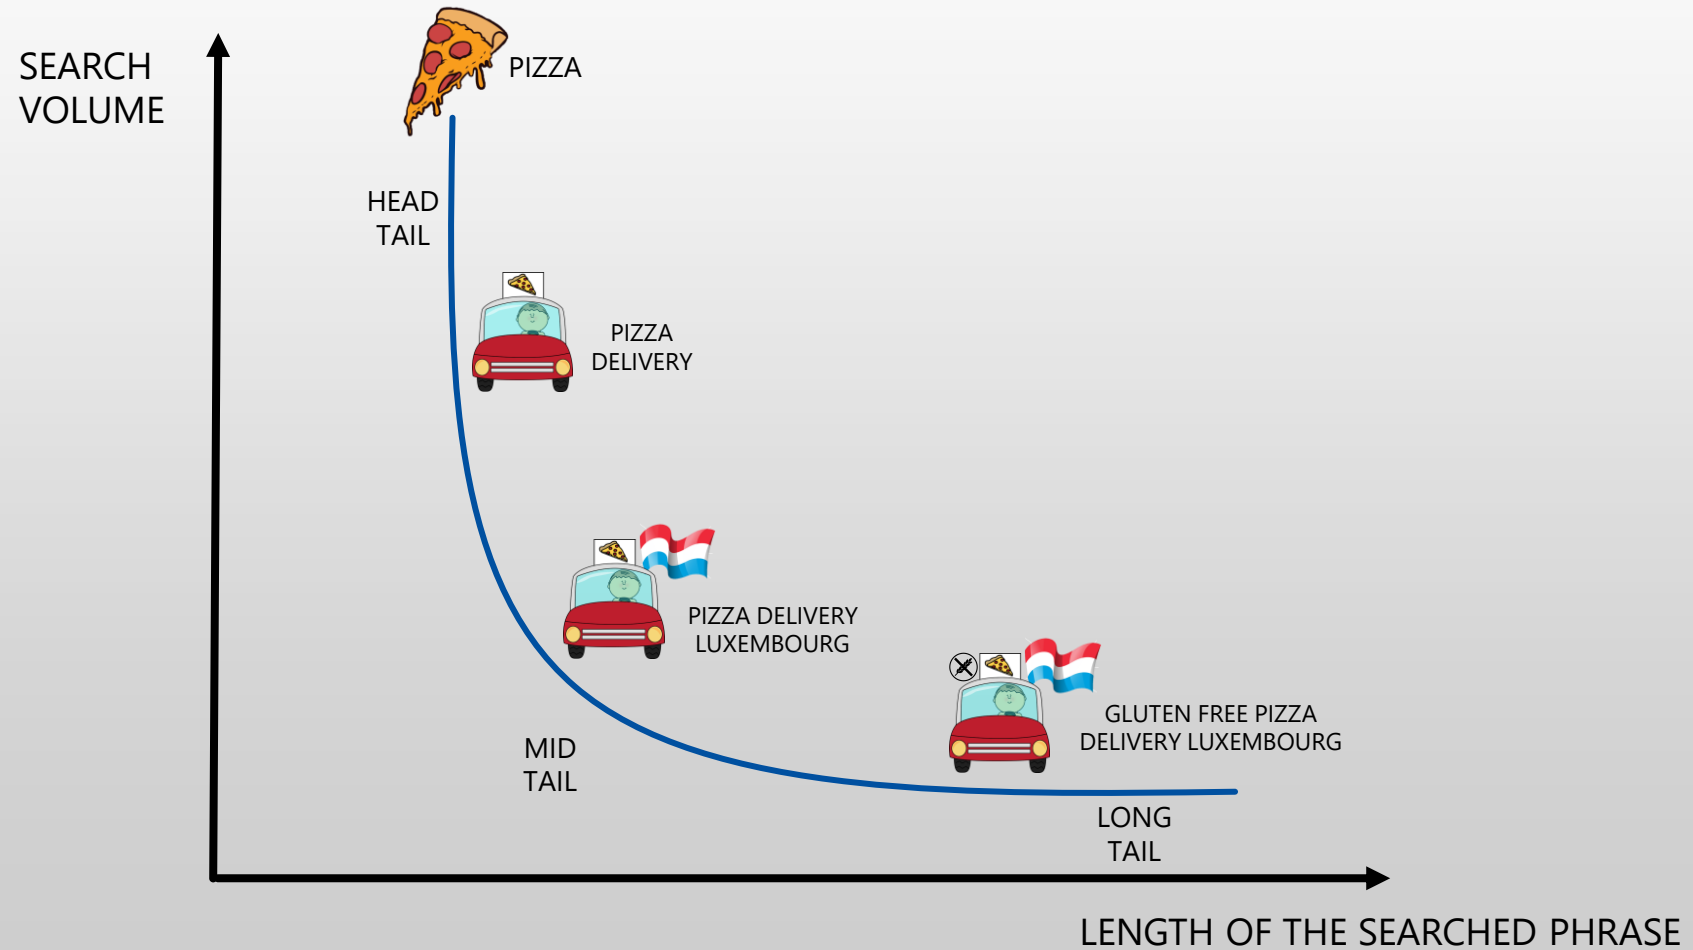 SEARCH
VOLUME
PIZZA
HEAD
TAIL
PIZZA
DELIVERY
PIZZA DELIVERY
LUXEMBOURG
MID
TAIL
GLUTEN FREE PIZZA
DELIVERY LUXEMBOURG
LONG
TAIL
LENGTH OF THE SEARCHED PHRASE